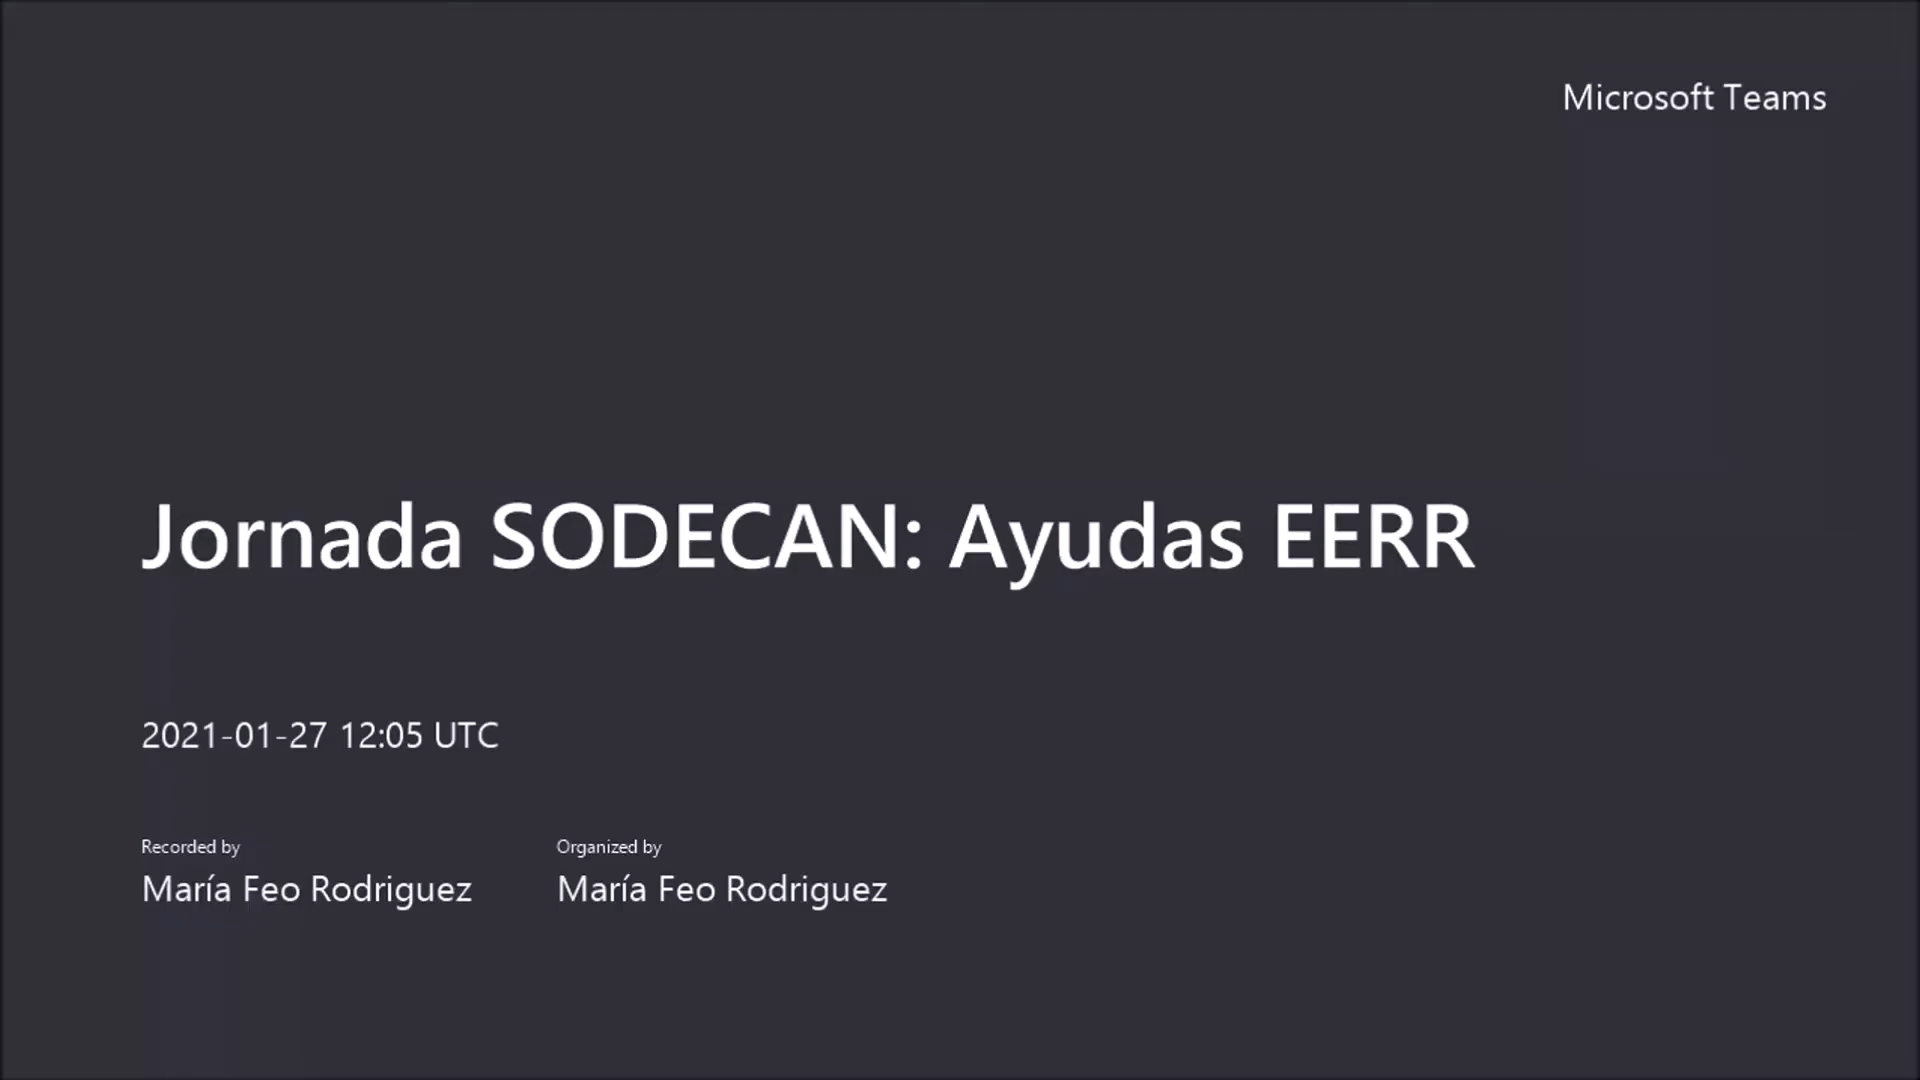 Microsoft Teams
Jornada SODECAN: Ayudas EERR
2021-01-27 12:05 UTC
Recorded by
María Feo Rodriguez
Organized by
María Feo Rodriguez